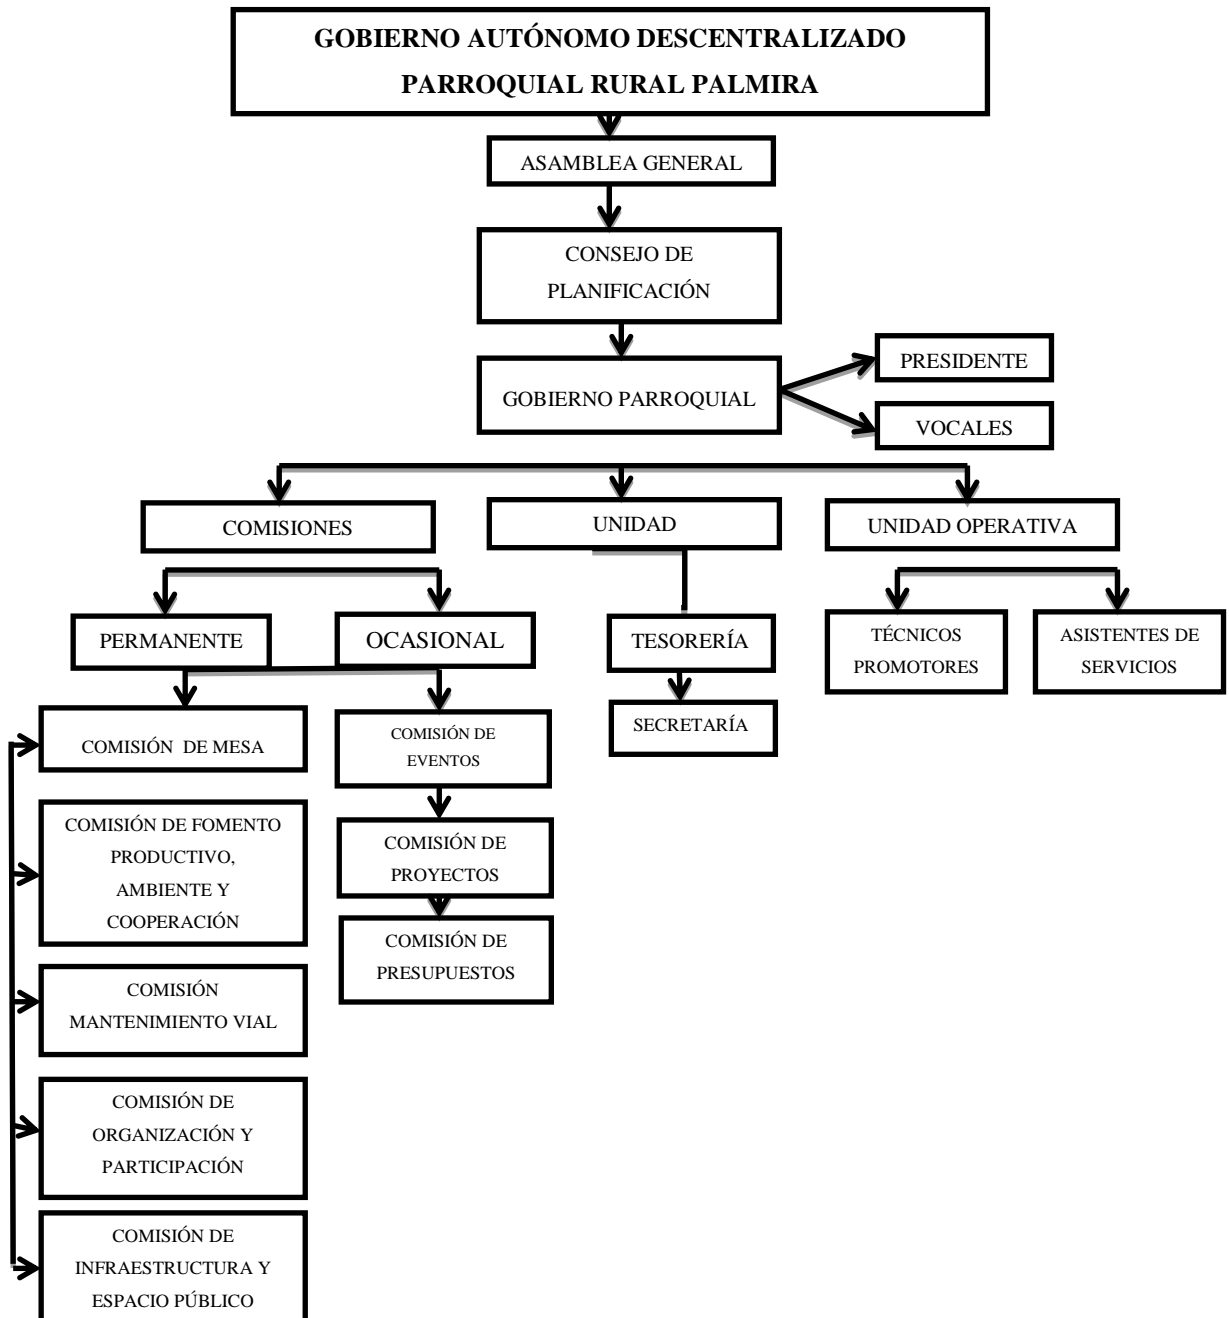 GOBIERNO AUTÓNOMO DESCENTRALIZADO
PARROQUIAL RURAL PALMIRA
ASAMBLEA GENERAL
CONSEJO DE
PLANIFICACIÓN
GOBIERNO PARROQUIAL
PRESIDENTE
VOCALES
COMISIONES
UNIDAD
UNIDAD OPERATIVA
PERMANENTE
OCASIONAL
TESORERÍA
TÉCNICOS
PROMOTORES
ASISTENTES DE
SERVICIOS
SECRETARÍA
COMISIÓN DE MESA
COMISIÓN DE FOMENTO
PRODUCTIVO,
AMBIENTE Y
COOPERACIÓN
COMISIÓN
MANTENIMIENTO VIAL
COMISIÓN DE
ORGANIZACIÓN Y
PARTICIPACIÓN
COMISIÓN DE
INFRAESTRUCTURA Y
ESPACIO PÚBLICO
COMISIÓN DE
EVENTOS
COMISIÓN DE
PROYECTOS
COMISIÓN DE
PRESUPUESTOS